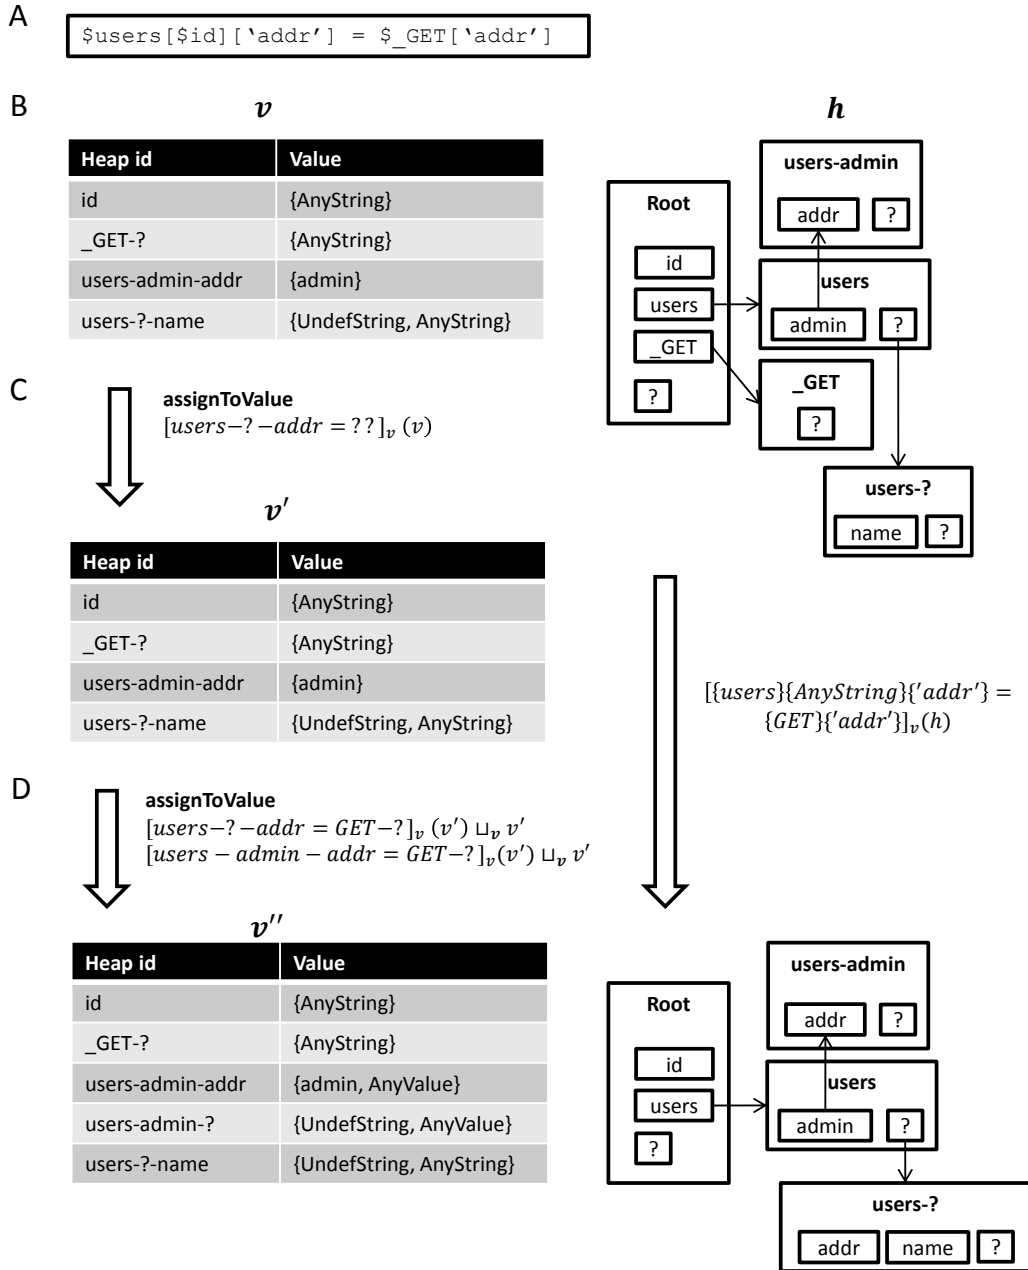 A
$users[$id][‘addr’] = $_GET[‘addr’]
B
v
h
Heap id Value
id {AnyString}
_GET-? {AnyString}
users-admin-addr {admin}
users-?-name {UndefString, AnyString}
users-admin
addr ?
Root
id
users
_GET
?
users
admin ?
_GET
?
users-?
name ?
C
assignToValue
[users−?−addr = ??]v (v)
v′
Heap id Value
id {AnyString}
_GET-? {AnyString}
users-admin-addr {admin}
users-?-name {UndefString, AnyString}
[{users}{AnyString}{'addr'} =
{GET}{'addr'}]v(h)
D
assignToValue
[users−?−addr = GET−?]v (v′) ⊔v v′
[users − admin − addr = GET−?]v(v′) ⊔v v′
v′′
Heap id Value
id {AnyString}
_GET-? {AnyString}
users-admin-addr {admin, AnyValue}
users-admin-? {UndefString, AnyValue}
users-?-name {UndefString, AnyString}
users-admin
addr ?
Root
id
users
?
users
admin ?
users-?
addr name ?